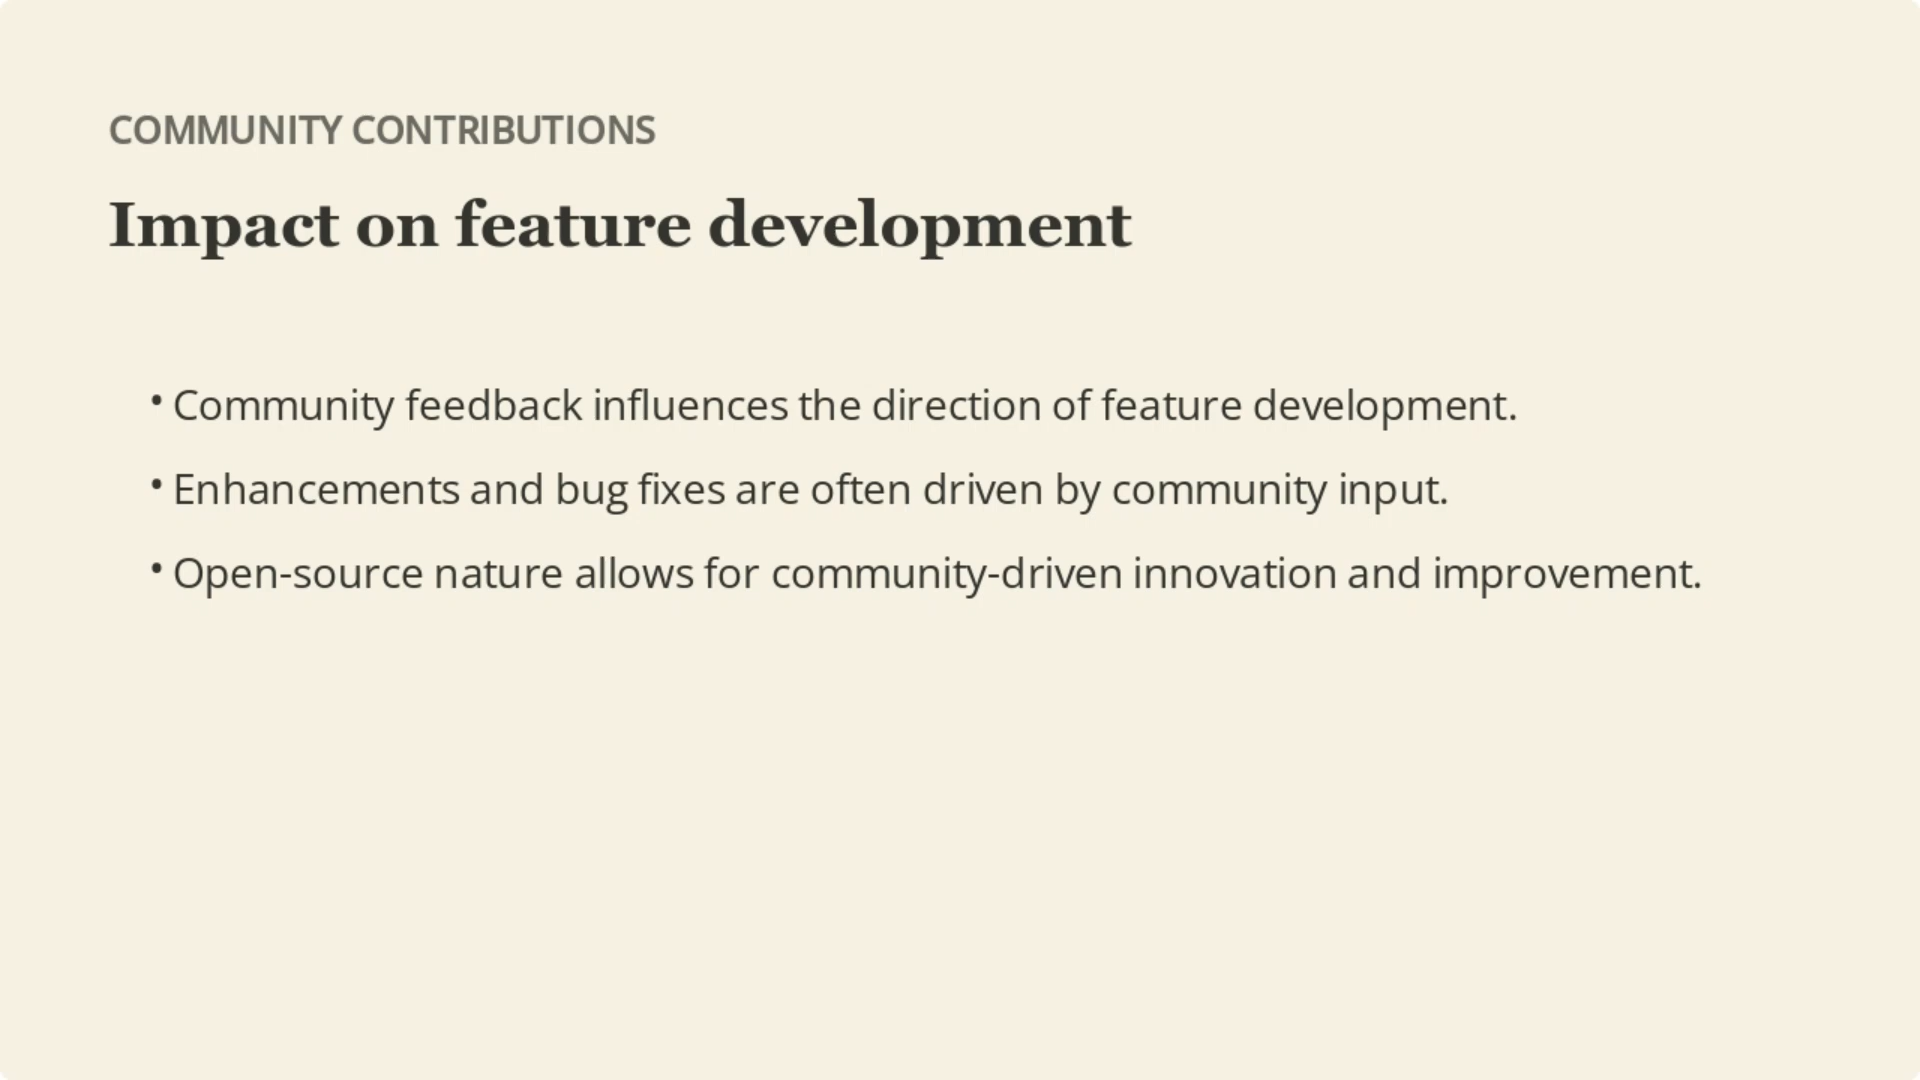 COMMUNITY CONTRIBUTIONS
Impact on feature development
• Community feedback influences the direction of feature development.
• Enhancements and bug fixes are often driven by community input.
• Open-source nature allows for community-driven innovation and improvement.